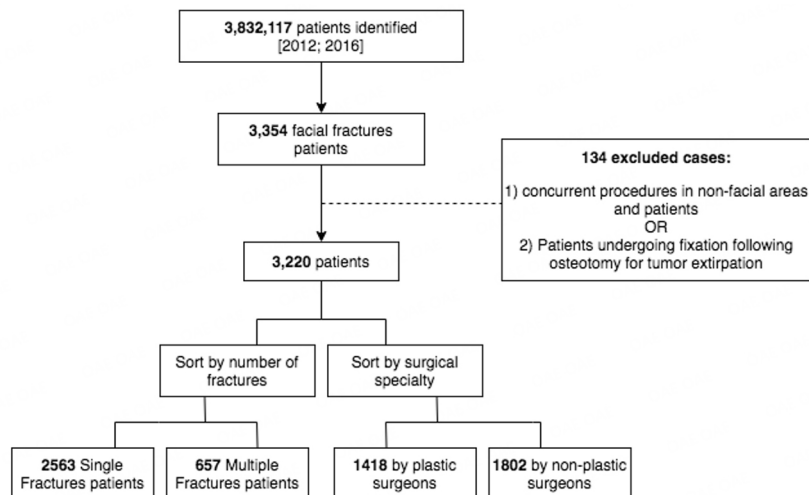 3,832,117 patients identified
[2012; 2016]
3,354 facial fractures
patients
134 excluded cases:
1) concurrent procedures in non-facial areas
and patients
OR
2) Patients undergoing fixation following
osteotomy for tumor extirpation
3,220 patients
Sort by number of
fractures
Sort by surgical
specialty
2563 Single
Fractures patients
657 Multiple
Fractures patients
1418 by plastic
surgeons
1802 by non-plastic
surgeons